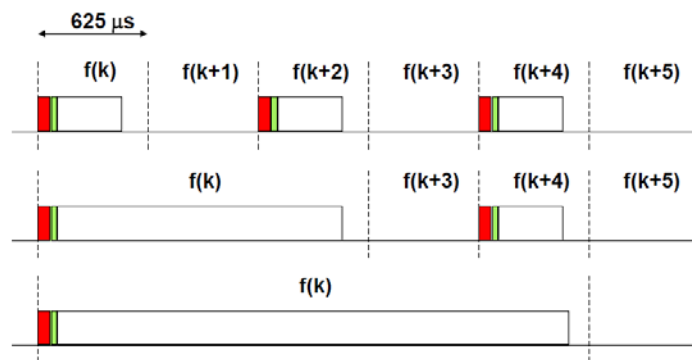 625 μs
f(k) f(k+1) f(k+2) f(k+3) f(k+4) f(k+5)
f(k) f(k+3) f(k+4) f(k+5)
f(k)